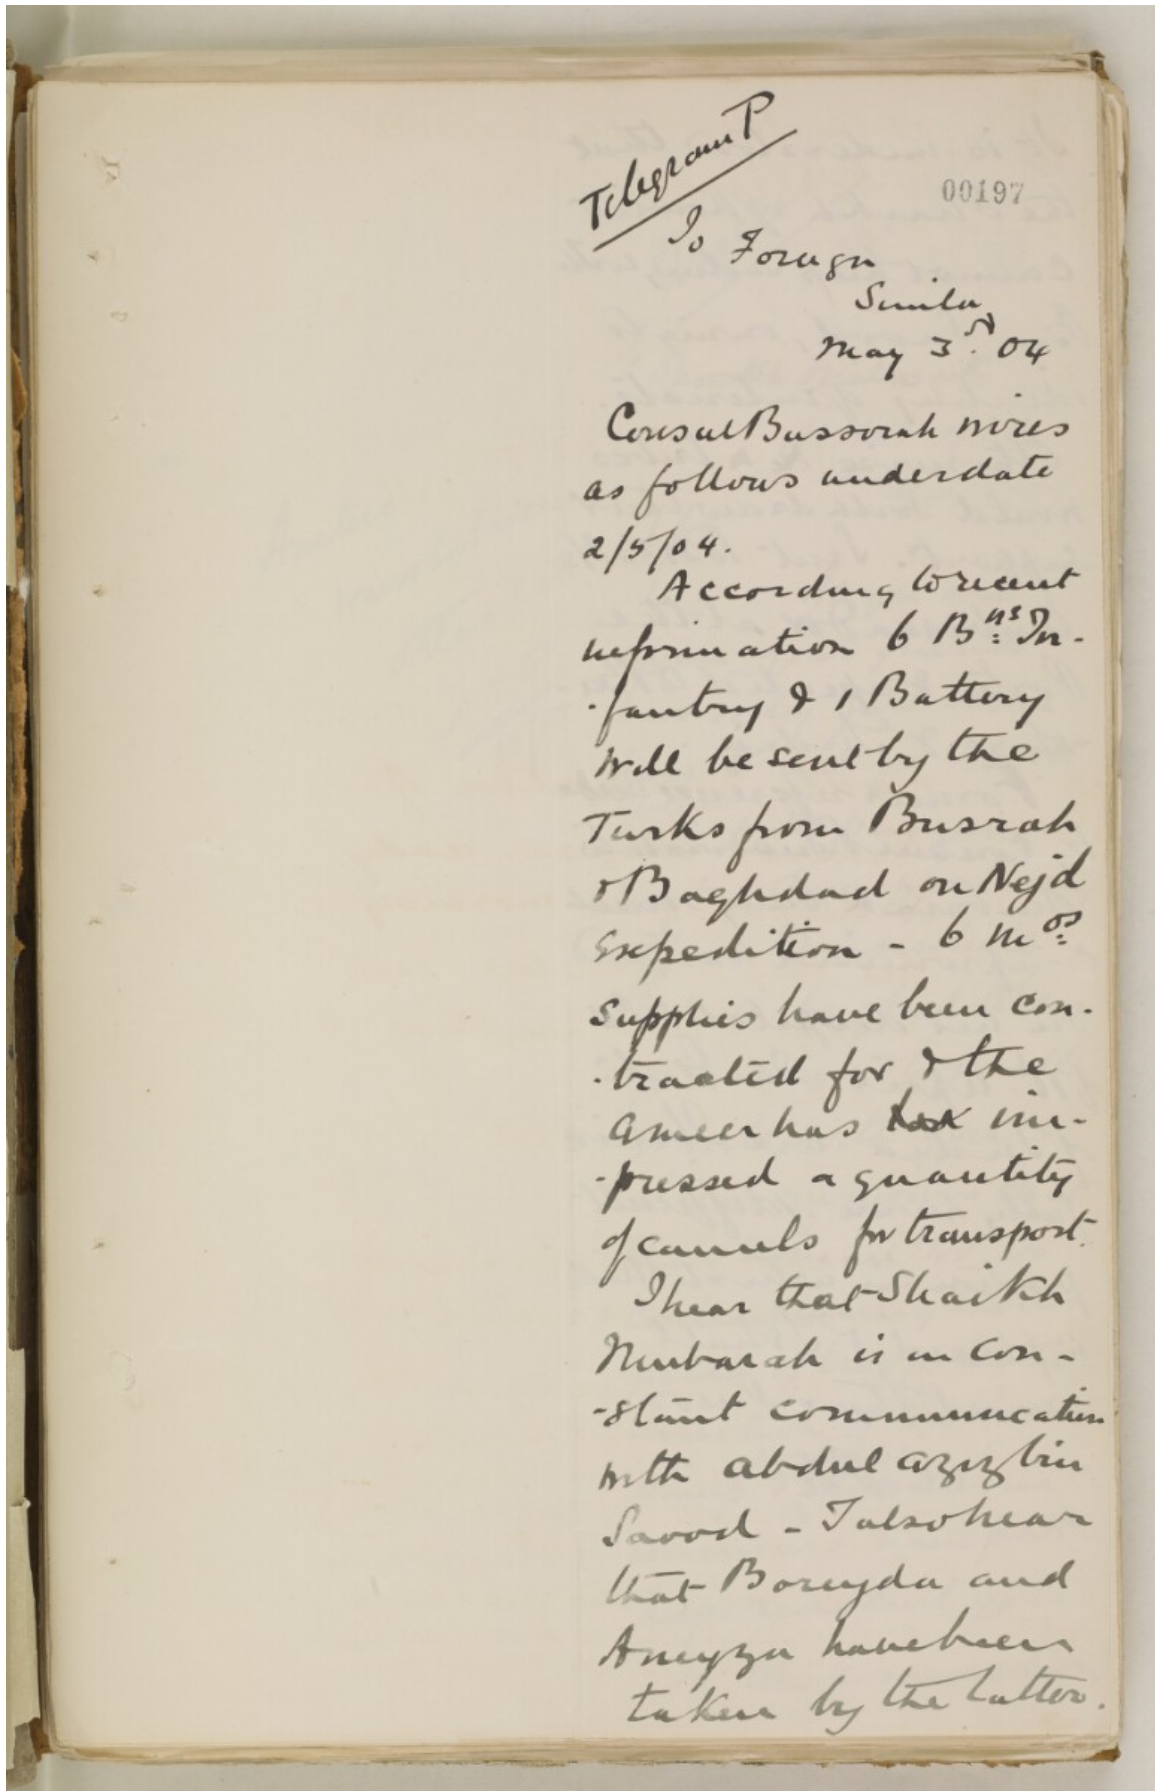 Telegram P
00197
To Foreign
Simla
May 3rd. 04
Consul Bussorah wires
as follows under date
2/5/04.
According to recent
information 6 Bns: In-
-fantry & 1 Battery
will be sent by the
Turks from Busrah
& Baghdad on Nejd
Expedition - 6 mos:
supplies have been con-
-tracted for & the
Ameer has im-
-pressed a quantity
of camels for transport.
I hear that Shaikh
Mubarak is in con-
-stant communication
with Abdul Aziz bin
Savod - I also hear
that Boreyda and
Aneyza have been
taken by the latter.